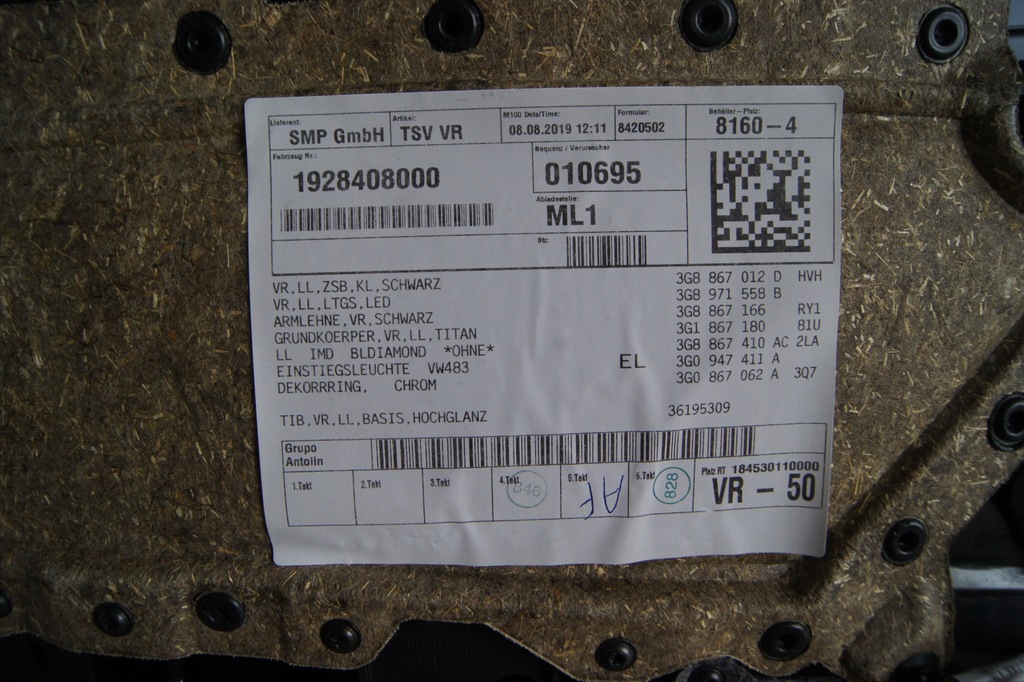 Lieferant: Artikel: M100 Date/Time: Formular: Behälter-Platz:
SMP GmbH TSV VR 08.08.2019 12:11 8420502 8160-4
Fahrzeug Nr.: Sequenz / Verursacher
1928408000 010695
Abladestelle:
ML1
VR,LL,ZSB,KL,SCHWARZ 3G8 867 012 D HVH
VR,LL,LTGS,LED 3G8 971 558 B
ARMLEHNE,VR,SCHWARZ 3G8 867 166 RY1
GRUNDKOERPER,VR,LL,TITAN 3G1 867 180 81U
LL IMD BLDIAMOND *OHNE* 3G8 867 410 AC 2LA
EINSTIEGSLEUCHTE VW483 EL 3G0 947 411 A
DEKORRRING, CHROM 3G0 867 062 A 3Q7
TIB,VR,LL,BASIS,HOCHGLANZ 36195309
Grupo
Antolin
1.Takt 2.Takt 3.Takt 4.Takt 5.Takt 6.Takt Platz RT 184530110000
846 AF 828 VR - 50